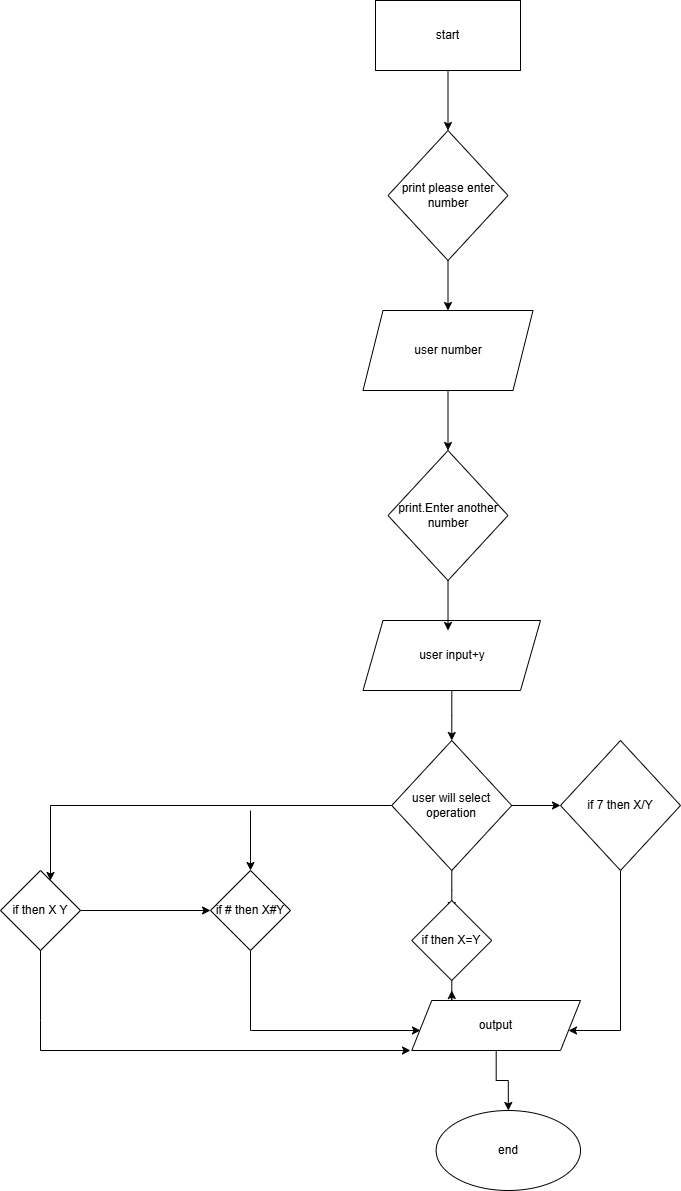 start
print please enter
number
user number
print.Enter another
number
user input+y
user will select
operation
if 7 then X/Y
if then X Y
if # then X#Y
if then X=Y
output
end